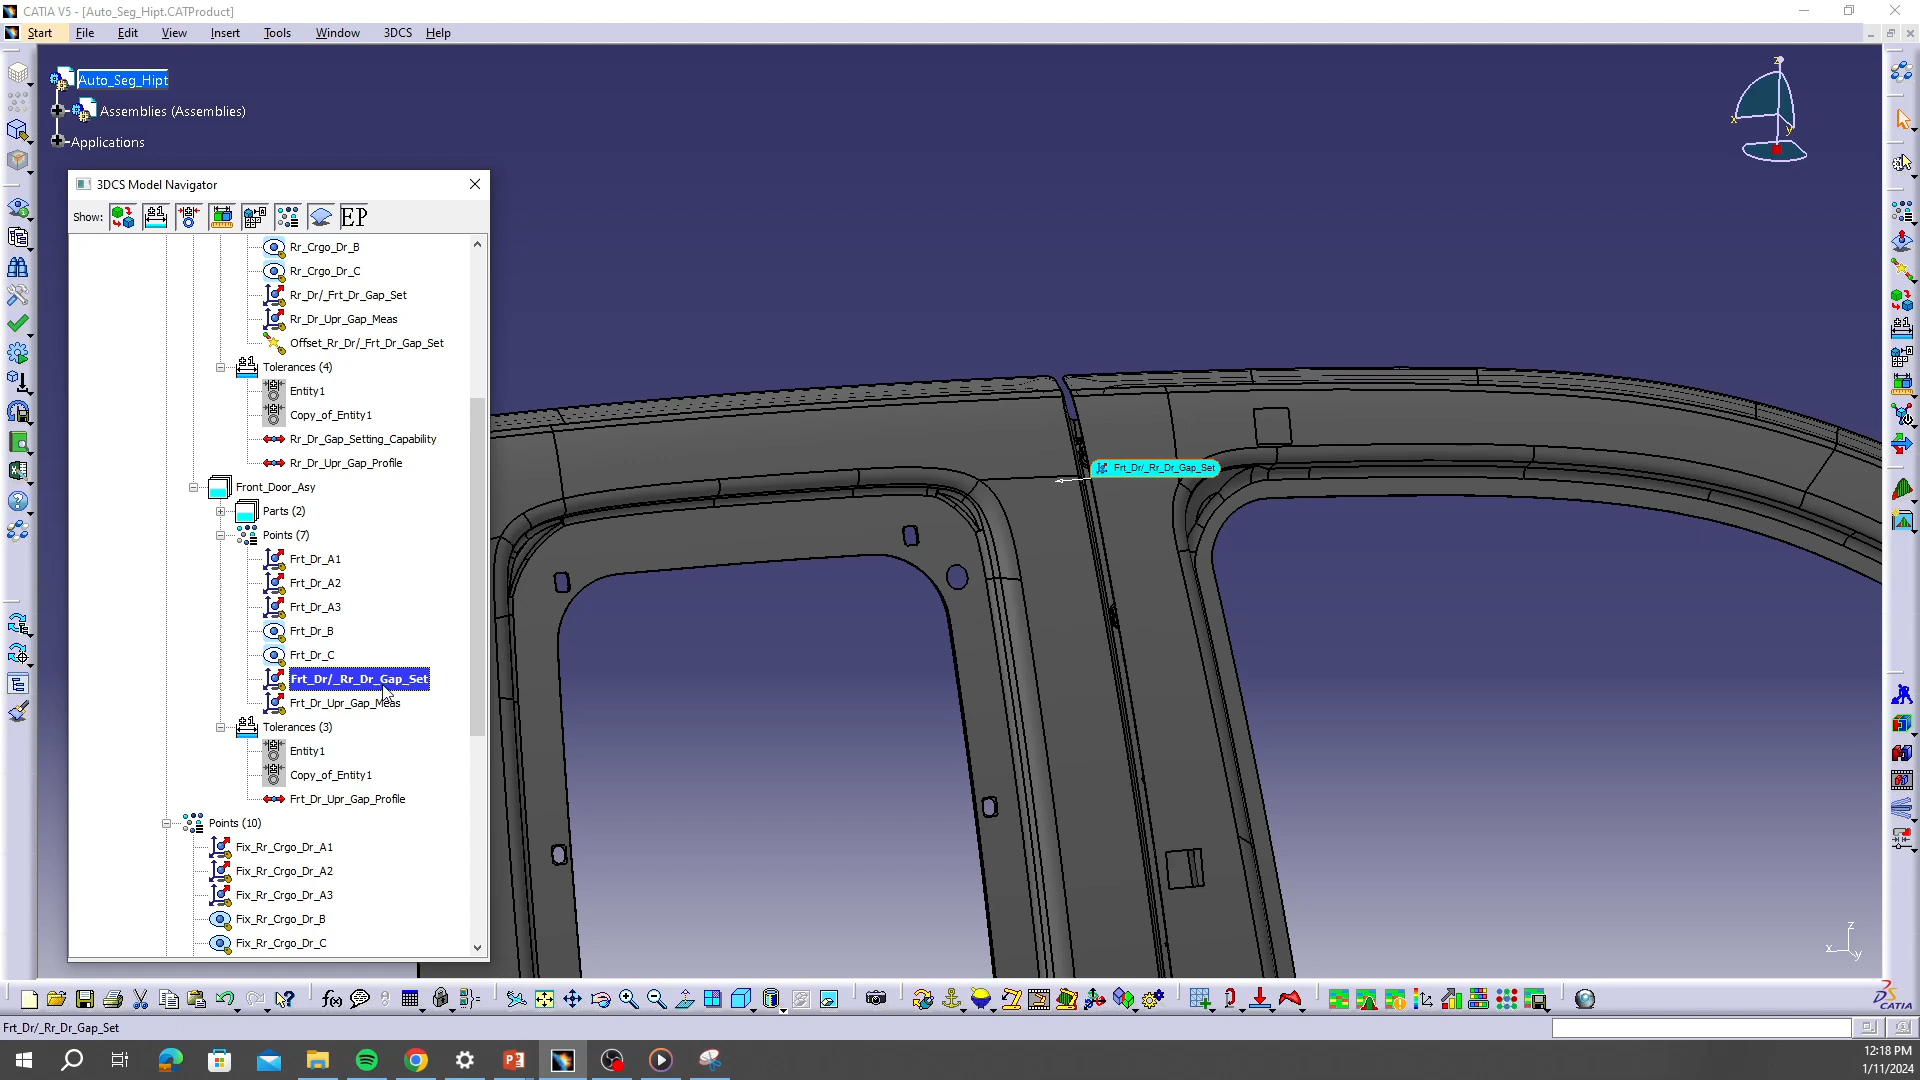 CATIA V5 - [Auto_Seg_Hipt.CATProduct]
Start File Edit View Insert Tools Window 3DCS Help
Auto_Seg_Hipt
Assemblies (Assemblies)
Applications
z
x
y
3DCS Model Navigator
Show: EP
Rr_Crgo_Dr_B
Rr_Crgo_Dr_C
Rr_Dr/_Frt_Dr_Gap_Set
Rr_Dr_Upr_Gap_Meas
Offset_Rr_Dr/_Frt_Dr_Gap_Set
Tolerances (4)
Entity1
Copy_of_Entity1
Rr_Dr_Gap_Setting_Capability
Rr_Dr_Upr_Gap_Profile
Front_Door_Asy
Parts (2)
Points (7)
Frt_Dr_A1
Frt_Dr_A2
Frt_Dr_A3
Frt_Dr_B
Frt_Dr_C
Frt_Dr/_Rr_Dr_Gap_Set
Frt_Dr_Upr_Gap_Meas
Tolerances (3)
Entity1
Copy_of_Entity1
Frt_Dr_Upr_Gap_Profile
Points (10)
Fix_Rr_Crgo_Dr_A1
Fix_Rr_Crgo_Dr_A2
Fix_Rr_Crgo_Dr_A3
Fix_Rr_Crgo_Dr_B
Fix_Rr_Crgo_Dr_C
Frt_Dr/_Rr_Dr_Gap_Set
z
x
y
CATIA
Frt_Dr/_Rr_Dr_Gap_Set
12:18 PM
1/11/2024